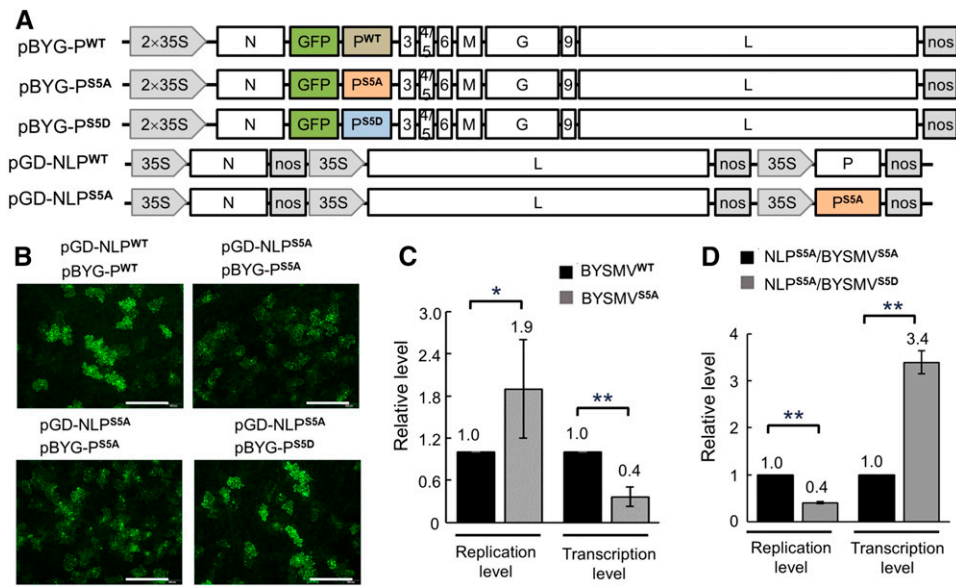 A
pBYG-PWT 2×35S N GFP PWT 3 4/5 6 M G 9 L nos
pBYG-PS5A 2×35S N GFP PS5A 3 4/5 6 M G 9 L nos
pBYG-PS5D 2×35S N GFP PS5D 3 4/5 6 M G 9 L nos
pGD-NLPWT 35S N nos 35S L nos 35S P nos
pGD-NLPS5A 35S N nos 35S L nos 35S PS5A nos
B
pGD-NLPWT
pBYG-PWT
pGD-NLPS5A
pBYG-PS5A
pGD-NLPS5A
pBYG-PS5A
pGD-NLPS5A
pBYG-PS5D
C
BYSMVWT
BYSMVS5A
Relative level
3.0
2.4
1.8
1.2
0.6
0
*
1.0
1.9
**
1.0
0.4
Replication
level
Transcription
level
D
NLPS5A/BYSMVS5A
NLPS5A/BYSMVS5D
Relative level
4
3
2
1
0
**
1.0
0.4
**
1.0
3.4
Replication
level
Transcription
level